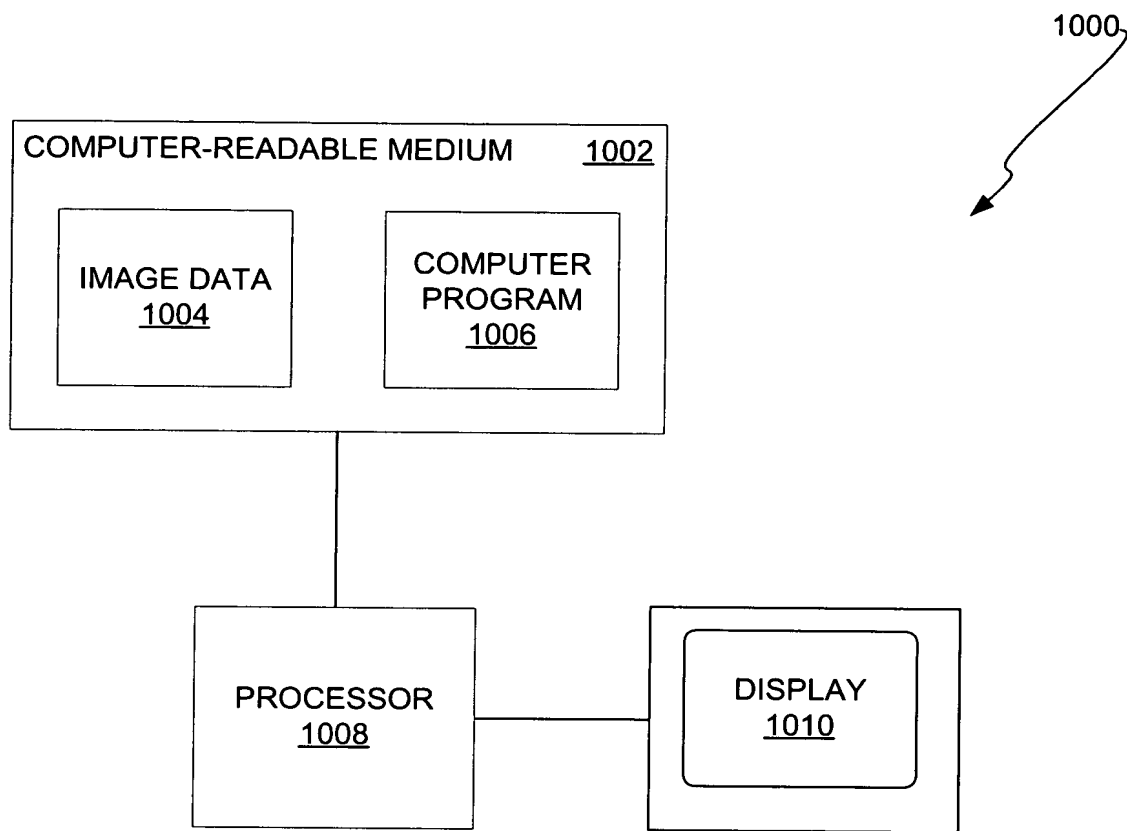 1000
COMPUTER-READABLE MEDIUM 1002
IMAGE DATA
1004
COMPUTER
PROGRAM
1006
PROCESSOR
1008
DISPLAY
1010